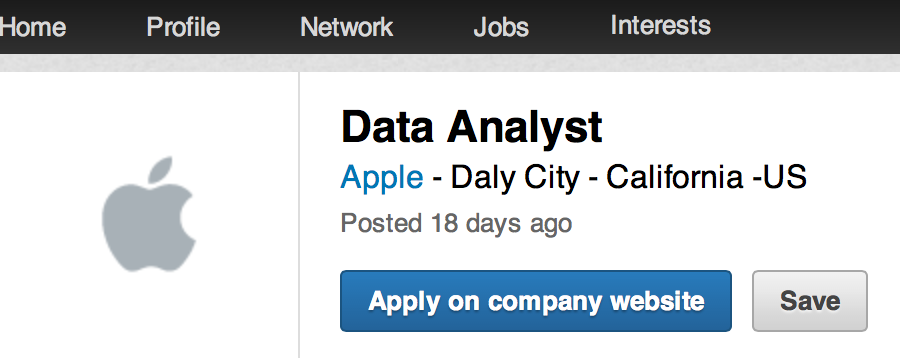 Home Profile Network Jobs Interests
Data Analyst
Apple - Daly City - California -US
Posted 18 days ago
Apply on company website Save